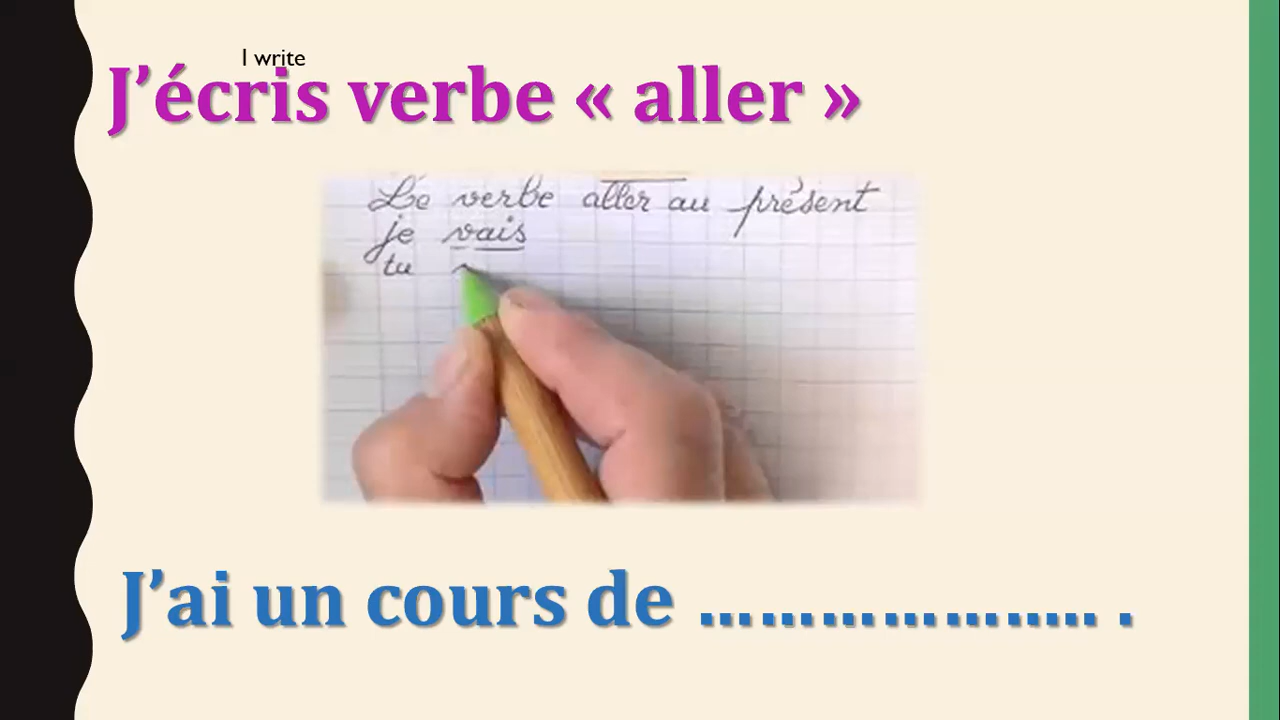 I write
J’écris verbe « aller »
Le verbe aller au présent
je vais
tu
J’ai un cours de ………………….. .